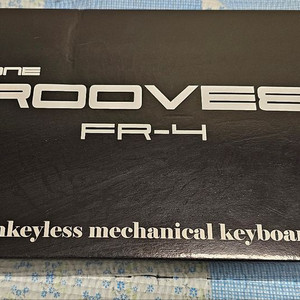 ONE
ROOVE8
FR-4
nkeyless mechanical keyboar